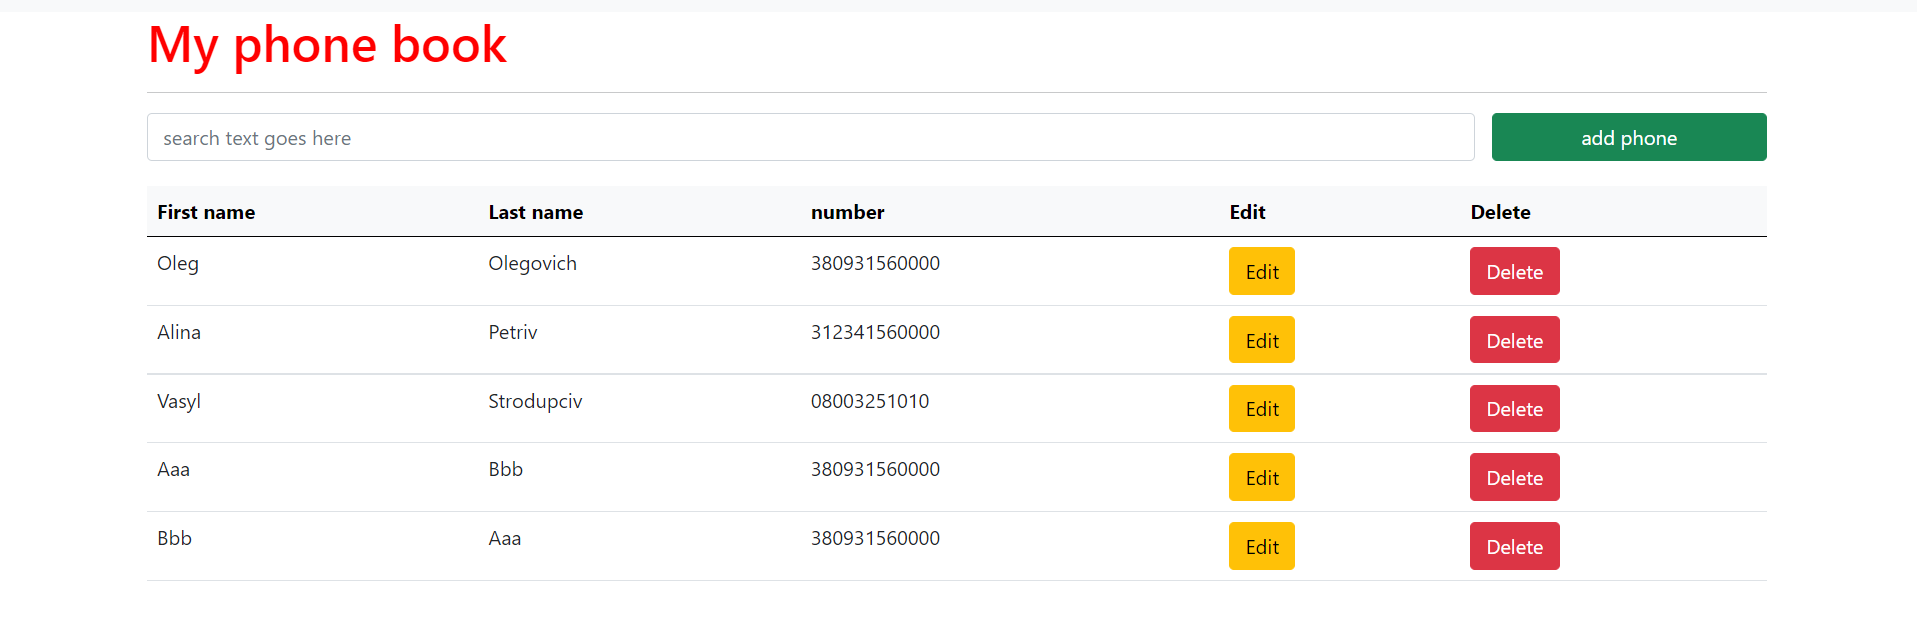 My phone book
search text goes here add phone
First name Last name number Edit Delete
Oleg Olegovich 380931560000 Edit Delete
Alina Petriv 312341560000 Edit Delete
Vasyl Strodupciv 08003251010 Edit Delete
Aaa Bbb 380931560000 Edit Delete
Bbb Aaa 380931560000 Edit Delete